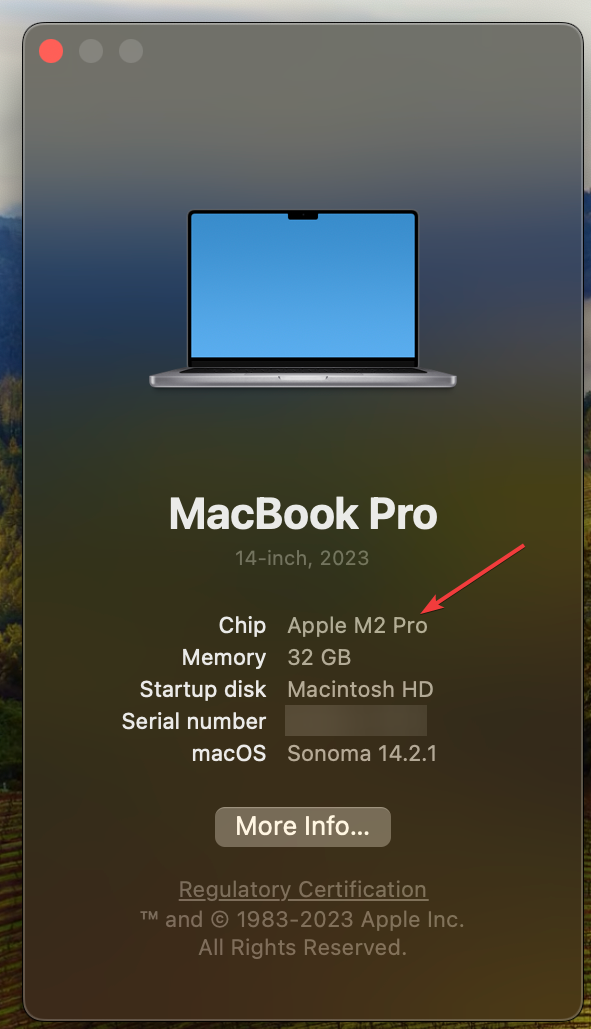 MacBook Pro
14-inch, 2023
Chip Apple M2 Pro
Memory 32 GB
Startup disk Macintosh HD
Serial number
macOS Sonoma 14.2.1
More Info...
Regulatory Certification
™ and © 1983-2023 Apple Inc.
All Rights Reserved.